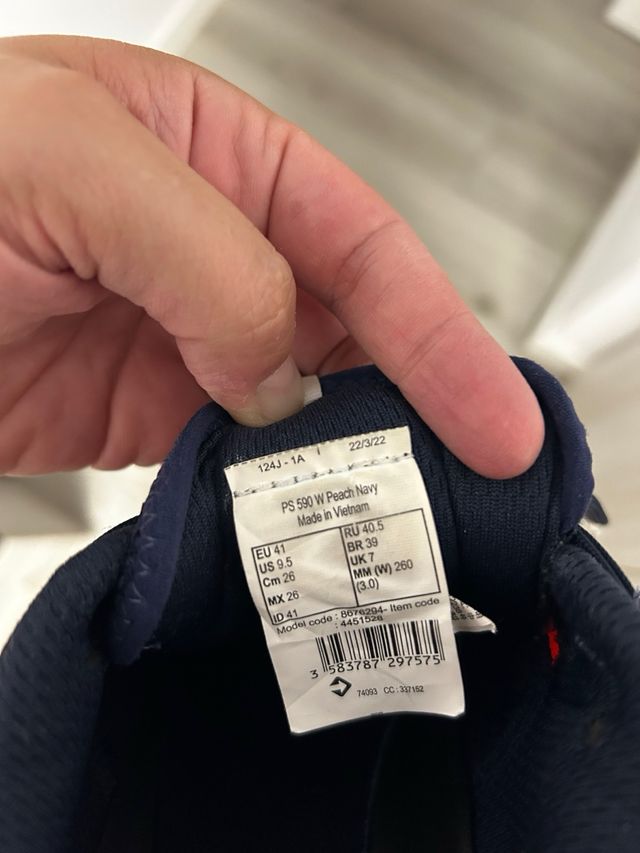 124J - 1A | 22/3/22
PS 590 W Peach Navy
Made in Vietnam
EU 41 RU 40.5
US 9.5 BR 39
Cm 26 UK 7
MX 26 MM (W) 260
(3.0)
ID 41
Model code : 8676294- Item code
: 4451528
3 583787 297575
74093 CC : 337152